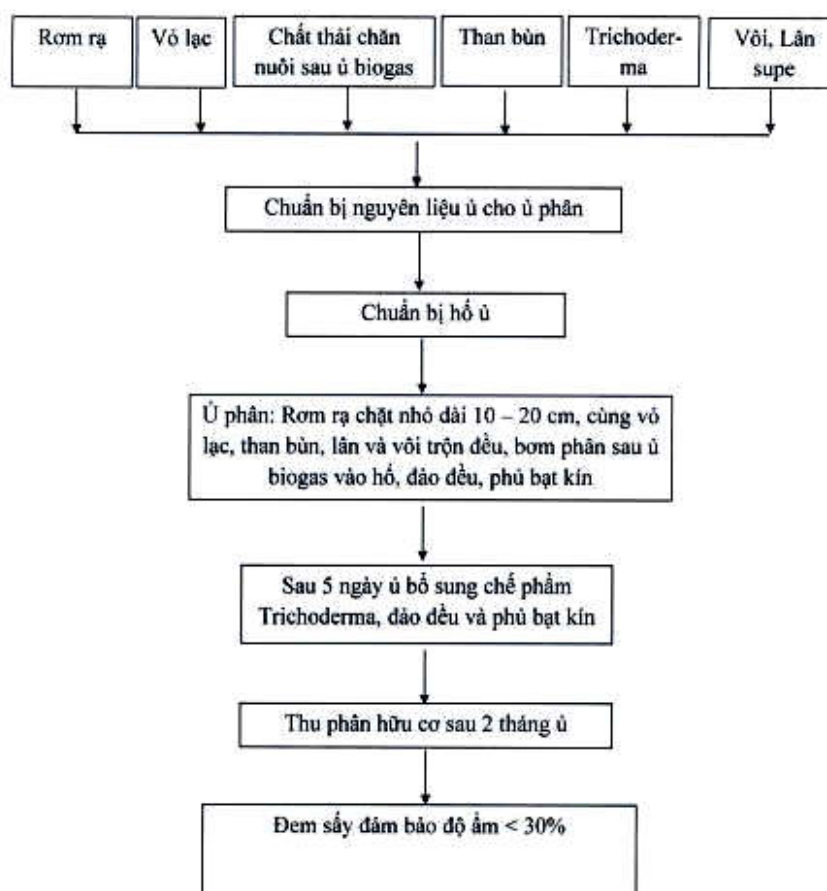 Rơm rạ
Vỏ lạc
Chất thải chăn
nuôi sau ủ biogas
Than bùn
Trichoder-
ma
Vôi, Lân
supe
Chuẩn bị nguyên liệu ủ cho ủ phân
Chuẩn bị hố ủ
Ủ phân: Rơm rạ chặt nhỏ dài 10 – 20 cm, cùng vỏ
lạc, than bùn, lân và vôi trộn đều, bơm phân sau ủ
biogas vào hố, đảo đều, phủ bạt kín
Sau 5 ngày ủ bổ sung chế phẩm
Trichoderma, đảo đều và phủ bạt kín
Thu phân hữu cơ sau 2 tháng ủ
Đem sấy đảm bảo độ ẩm < 30%